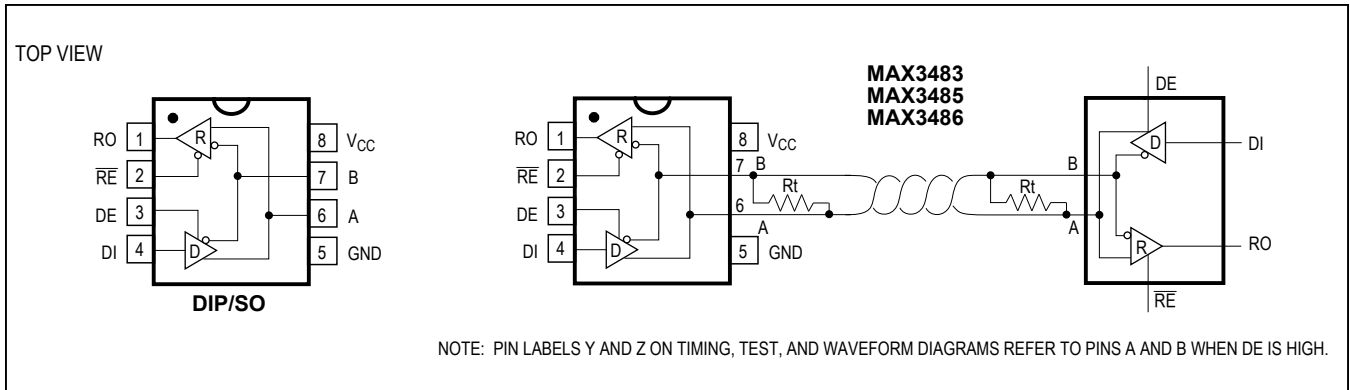 TOP VIEW
RO 1
RE 2
DE 3
DI 4
R
D
8 VCC
7 B
6 A
5 GND
DIP/SO
RO 1
RE 2
DE 3
DI 4
R
D
8 VCC
7 B
6
A
5 GND
Rt
MAX3483
MAX3485
MAX3486
Rt
B
A
DE
D
DI
R
RO
RE
NOTE: PIN LABELS Y AND Z ON TIMING, TEST, AND WAVEFORM DIAGRAMS REFER TO PINS A AND B WHEN DE IS HIGH.